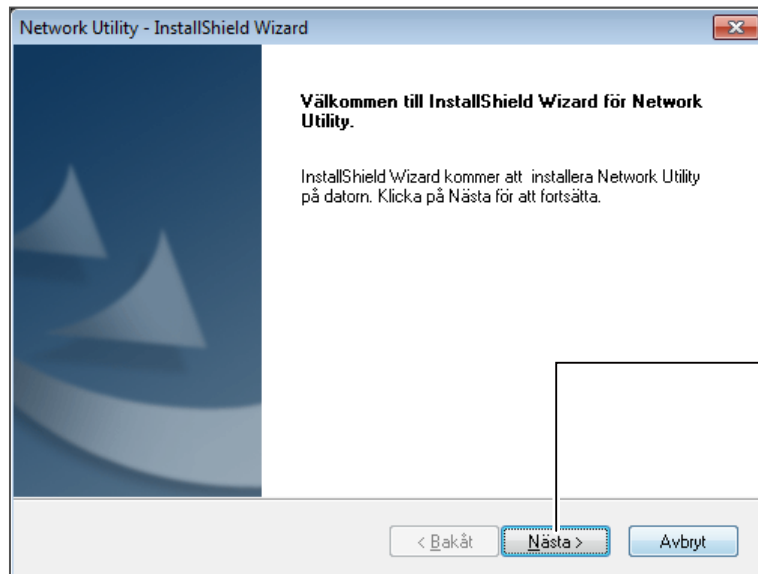 Network Utility - InstallShield Wizard
Välkommen till InstallShield Wizard för Network
Utility.
InstallShield Wizard kommer att installera Network Utility
på datorn. Klicka på Nästa för att fortsätta.
< Bakåt
Nästa >
Avbryt